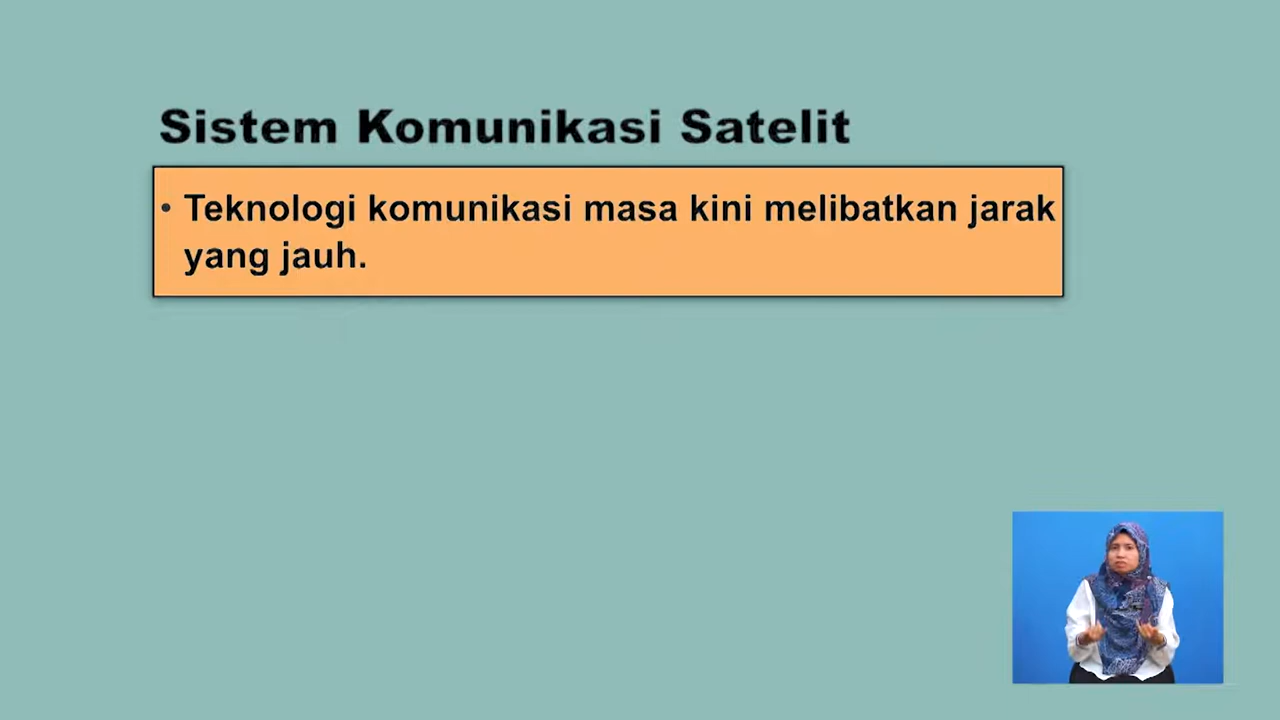 Sistem Komunikasi Satelit
• Teknologi komunikasi masa kini melibatkan jarak
yang jauh.